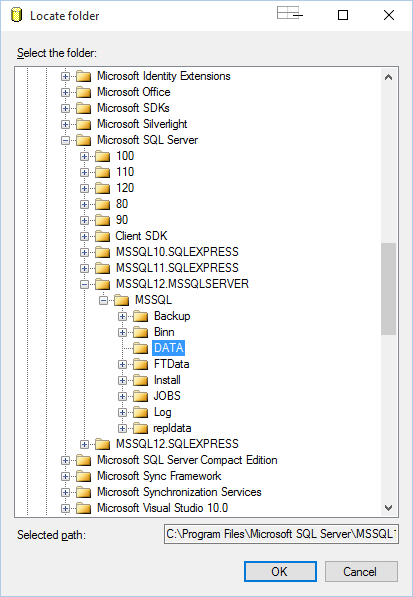 Locate folder
Select the folder:
Microsoft Identity Extensions
Microsoft Office
Microsoft SDKs
Microsoft Silverlight
Microsoft SQL Server
100
110
120
80
90
Client SDK
MSSQL10.SQLEXPRESS
MSSQL11.SQLEXPRESS
MSSQL12.MSSQLSERVER
MSSQL
Backup
Binn
DATA
FTData
Install
JOBS
Log
repldata
MSSQL12.SQLEXPRESS
Microsoft SQL Server Compact Edition
Microsoft Sync Framework
Microsoft Synchronization Services
Microsoft Visual Studio 10.0
Selected path: C:\Program Files\Microsoft SQL Server\MSSQL1
OK Cancel